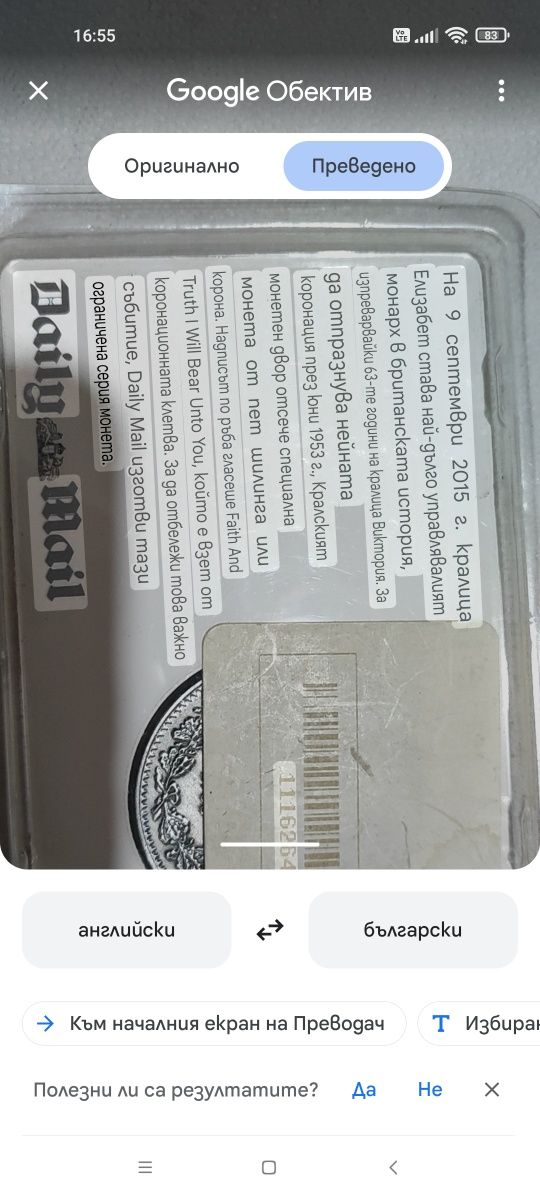 16:55
Vo LTE
83
Google Обектив
Оригинално
Преведено
На 9 септември 2015 г. кралица
Елизабет става най-дълго управлявалият
монарх в британската история,
изпреварвайки 63-те години на кралица Виктория. За
да отпразнува нейната
коронация през юни 1953 г., Кралският
монетен двор отсече специална
монета от пет шилинга или
корона. Надписът по ръба гласеше Faith And
Truth I Will Bear Unto You, който е взет от
коронационната клетва. За да отбележи това важно
събитие, Daily Mail изготви тази
ограничена серия монета.
Daily Mail
1116264
английски
български
Към началния екран на Преводач
Избиран
Полезни ли са резултатите?
Да
Не